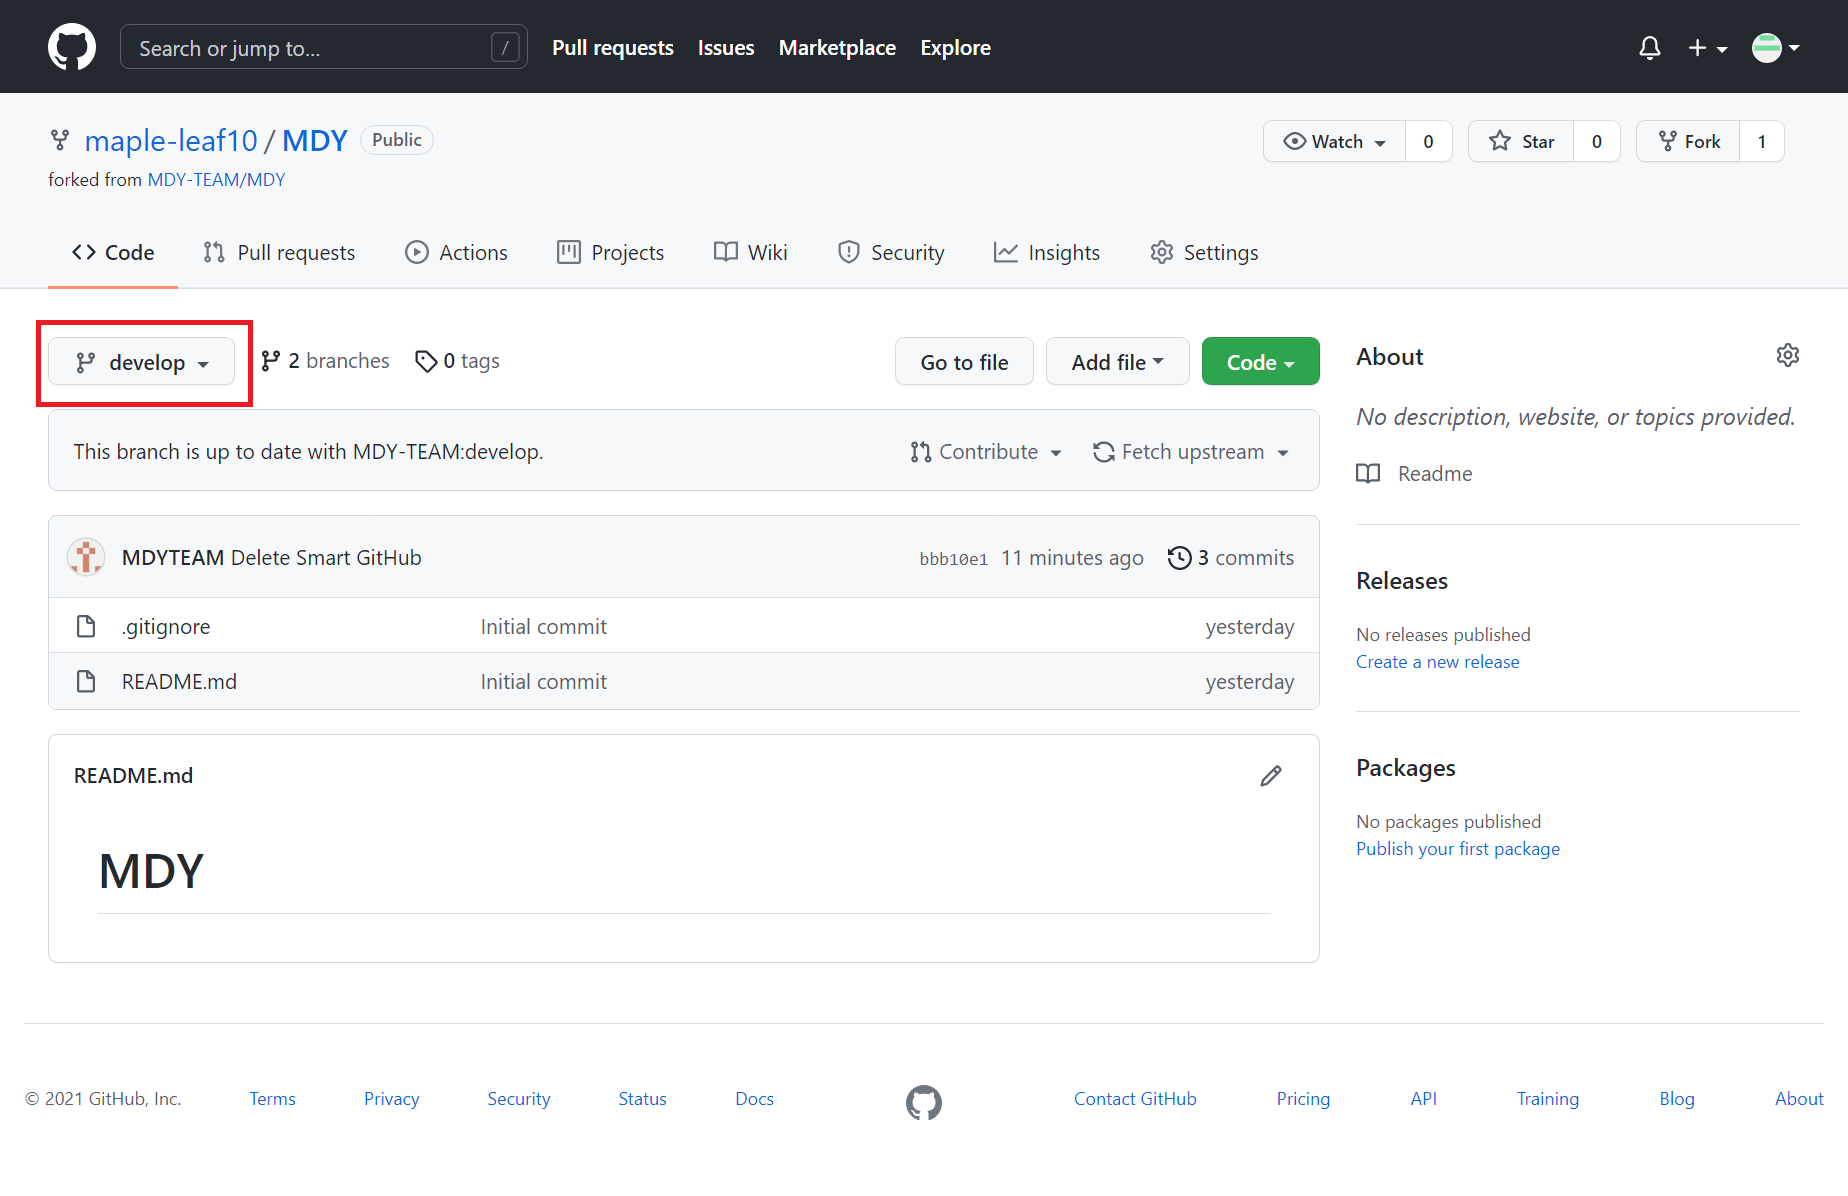 Search or jump to... / Pull requests Issues Marketplace Explore
maple-leaf10 / MDY Public Watch 0 Star 0 Fork 1
forked from MDY-TEAM/MDY
Code Pull requests Actions Projects Wiki Security Insights Settings
develop 2 branches 0 tags Go to file Add file Code
This branch is up to date with MDY-TEAM:develop. Contribute Fetch upstream
MDYTEAM Delete Smart GitHub bbb10e1 11 minutes ago 3 commits
.gitignore Initial commit yesterday
README.md Initial commit yesterday
README.md
MDY
About
No description, website, or topics provided.
Readme
Releases
No releases published
Create a new release
Packages
No packages published
Publish your first package
© 2021 GitHub, Inc. Terms Privacy Security Status Docs Contact GitHub Pricing API Training Blog About